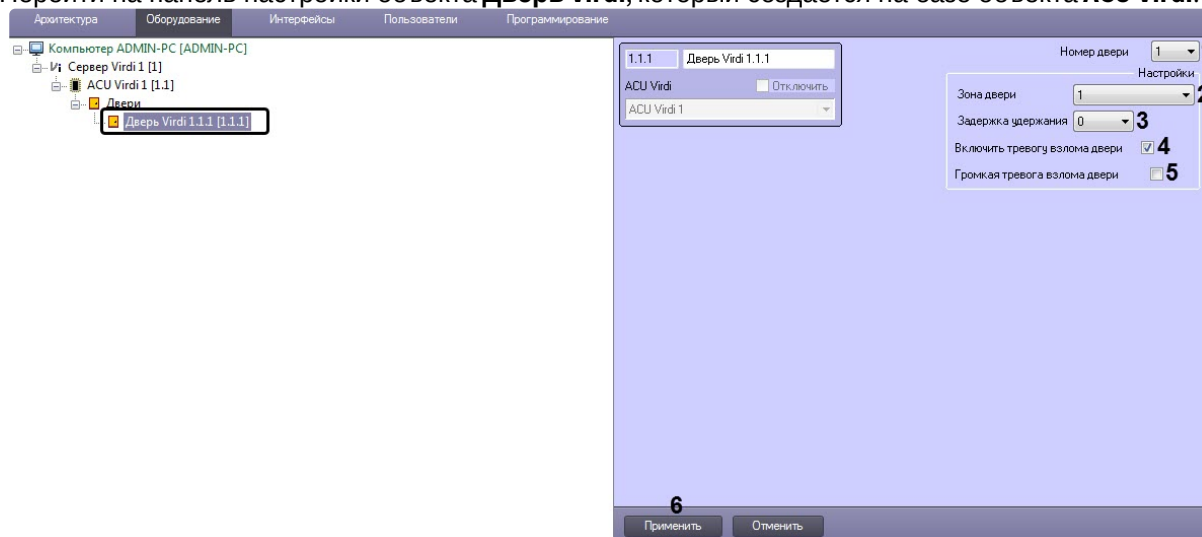 Перейти на панель настройки объекта Дверь Virdi, который создается на базе объекта ACU Virdi.
Архитектура Оборудование Интерфейсы Пользователи Программирование
Компьютер ADMIN-PC [ADMIN-PC]
Сервер Virdi 1 [1]
ACU Virdi 1 [1.1]
Двери
Дверь Virdi 1.1.1 [1.1.1]
1.1.1 Дверь Virdi 1.1.1
ACU Virdi Отключить
ACU Virdi 1
Номер двери 1
Настройки
Зона двери 1 2
Задержка удержания 0 3
Включить тревогу взлома двери 4
Громкая тревога взлома двери 5
6
Применить Отменить